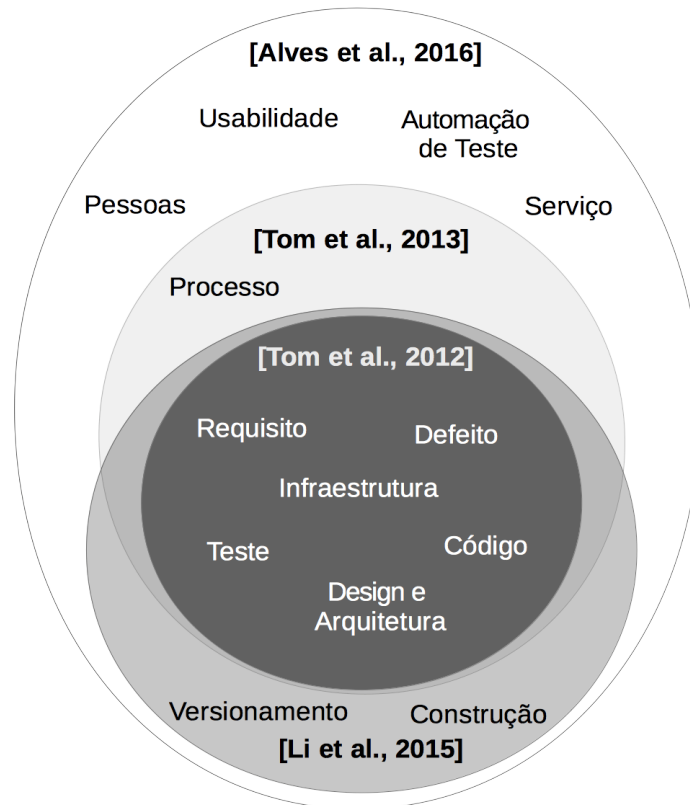 [Alves et al., 2016]
Usabilidade
Automação
de Teste
Pessoas
Serviço
[Tom et al., 2013]
Processo
[Tom et al., 2012]
Requisito
Defeito
Infraestrutura
Teste
Código
Design e
Arquitetura
Versionamento
Construção
[Li et al., 2015]